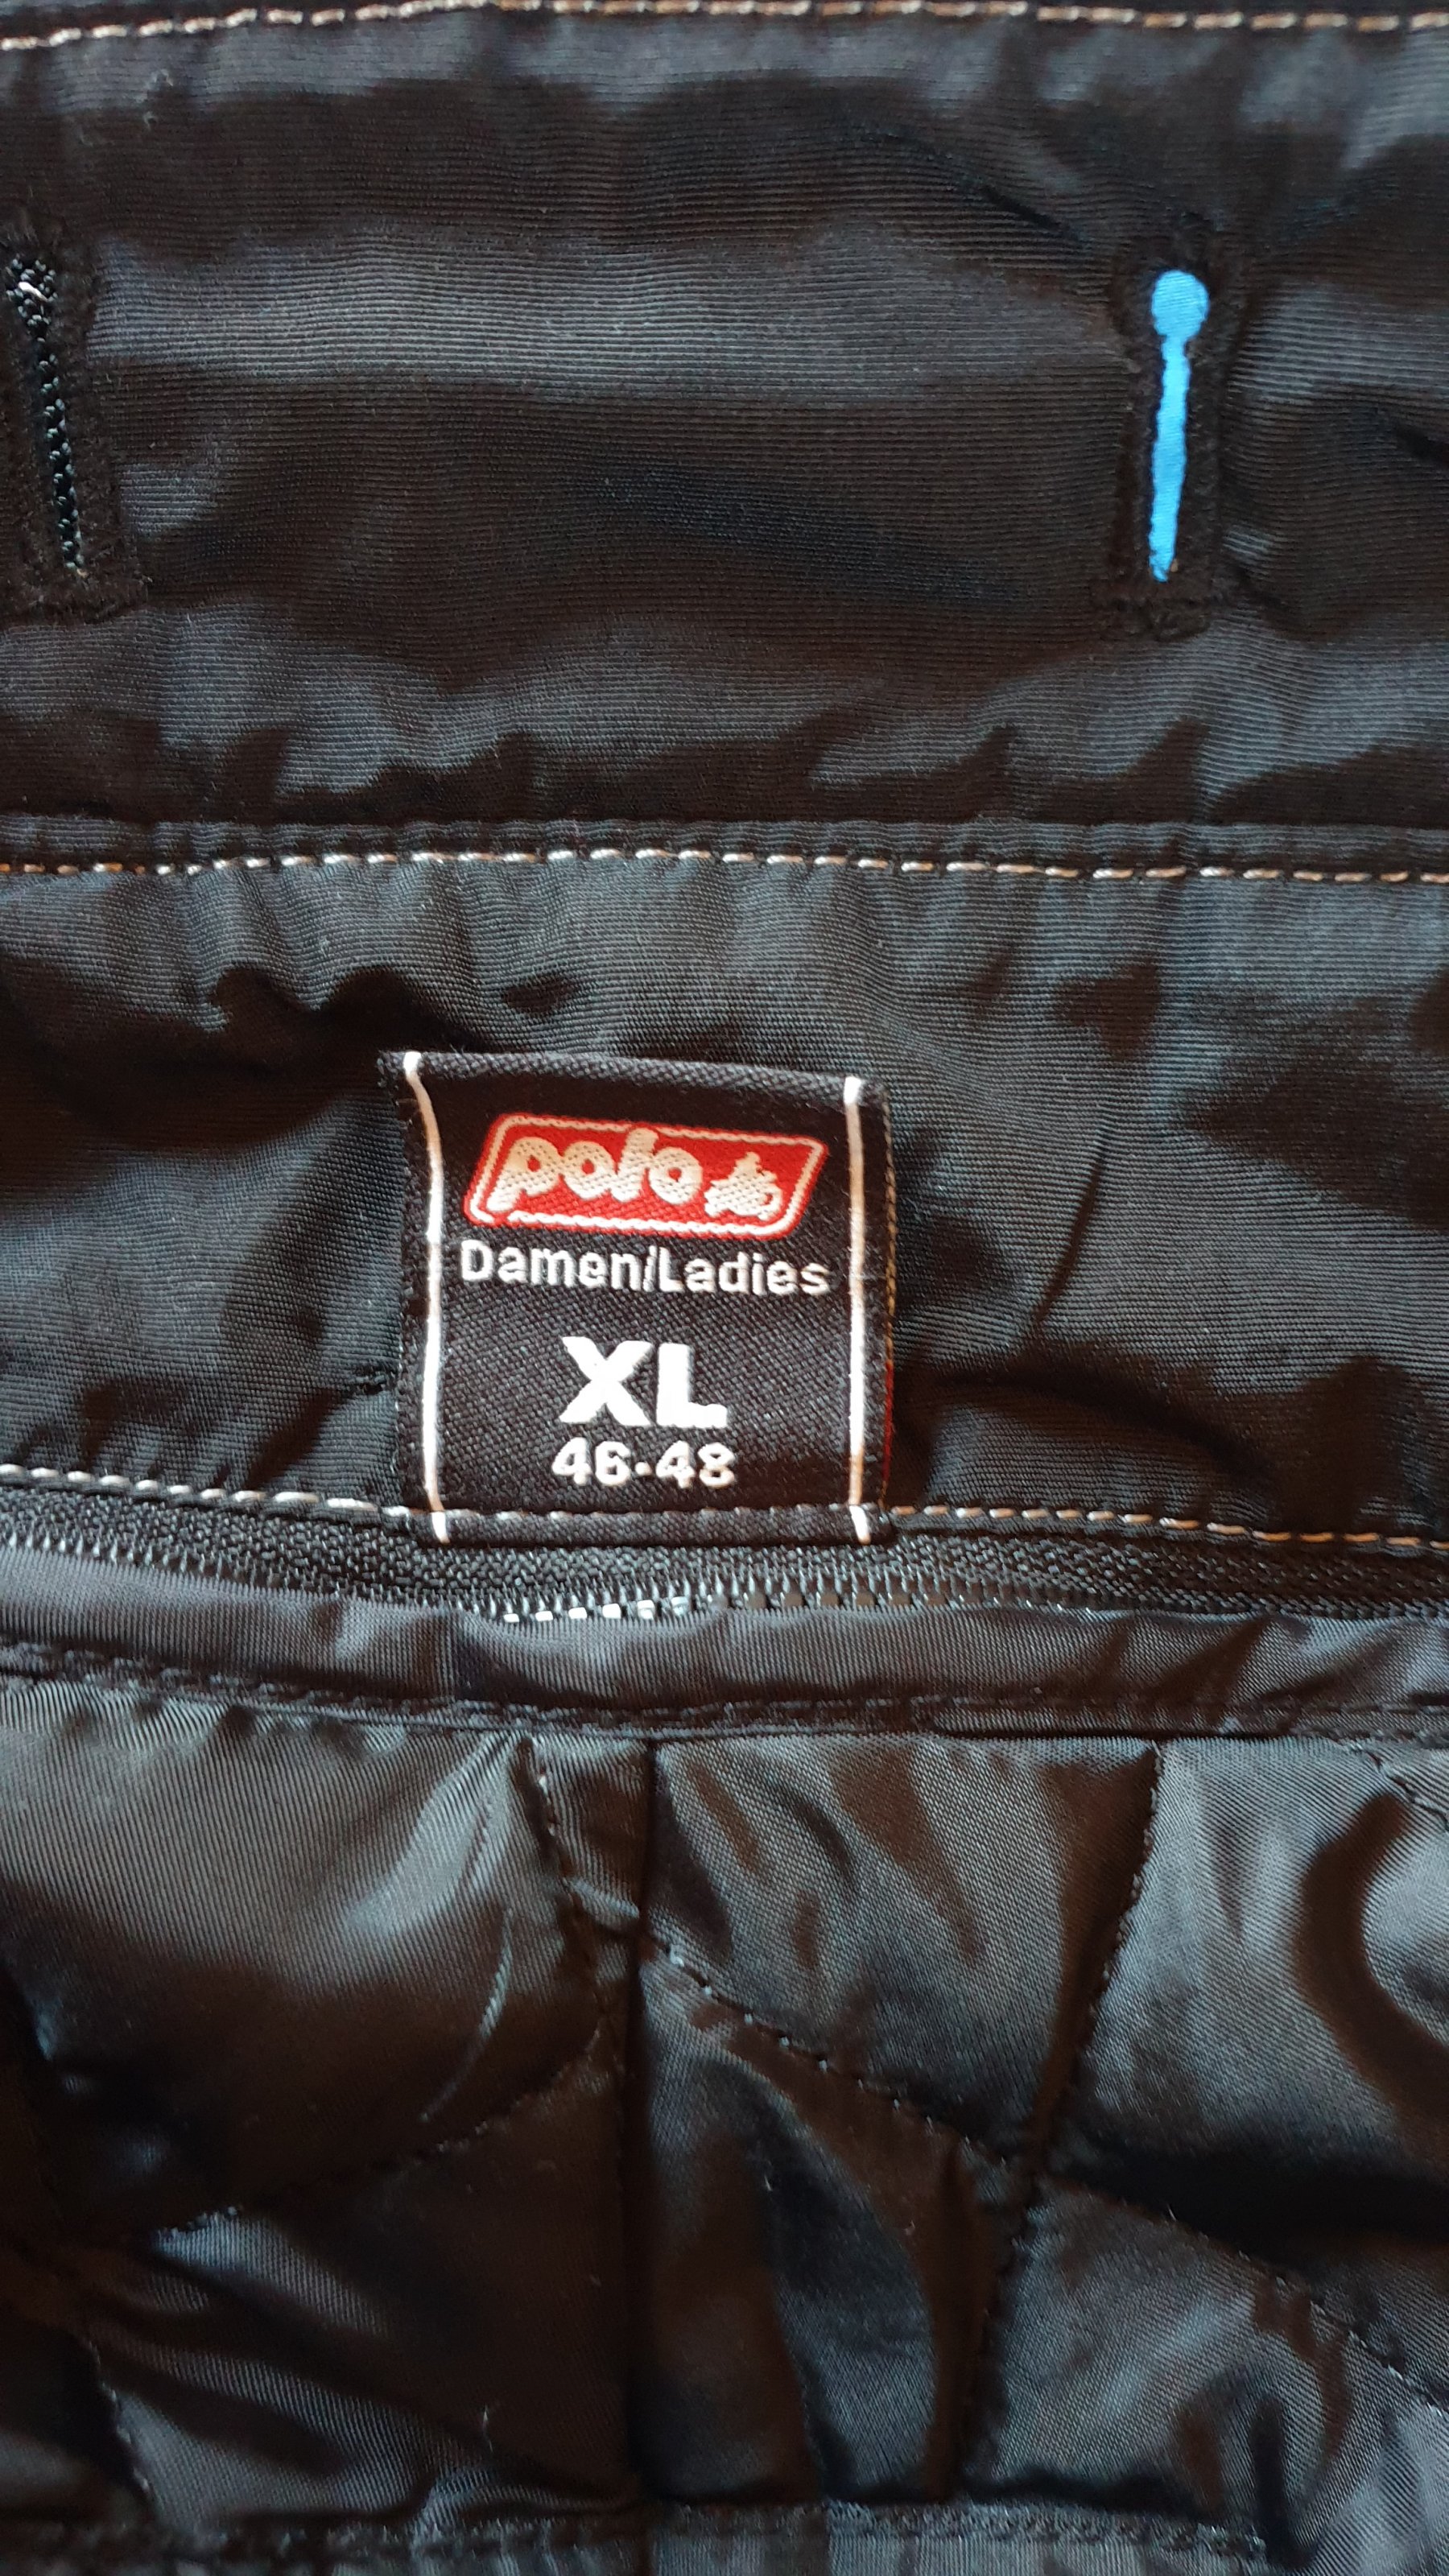 polo
Damen/Ladies
XL
46-48